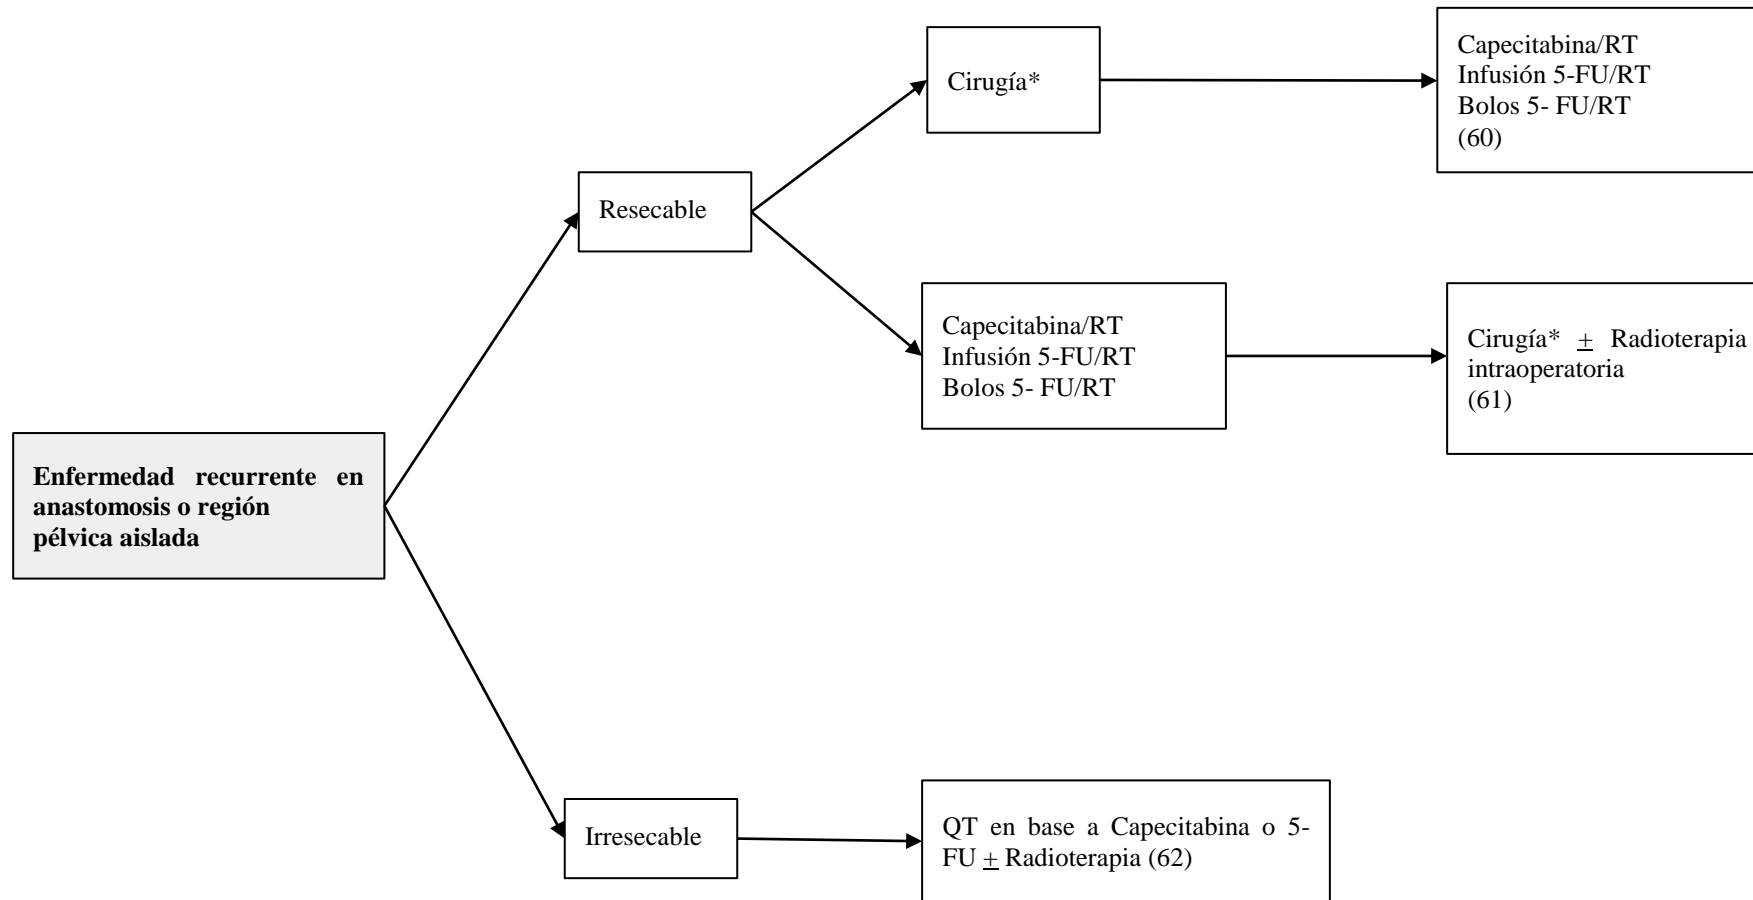 Cirugía*
Capecitabina/RT
Infusión 5-FU/RT
Bolos 5- FU/RT
(60)
Resecable
Capecitabina/RT
Infusión 5-FU/RT
Bolos 5- FU/RT
Cirugía* ± Radioterapia
intraoperatoria
(61)
Enfermedad recurrente en
anastomosis o región
pélvica aislada
Irresecable
QT en base a Capecitabina o 5-
FU ± Radioterapia (62)